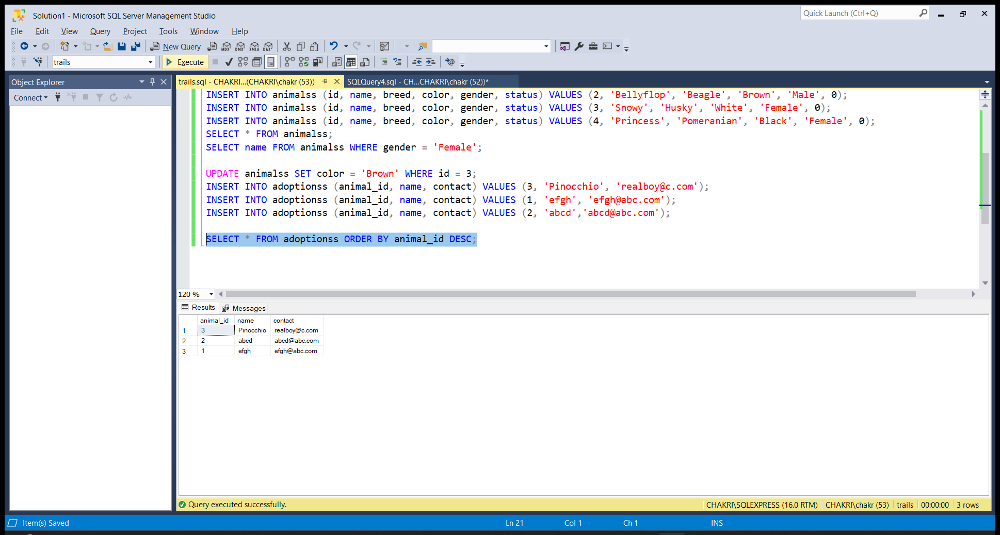 Solution1 - Microsoft SQL Server Management Studio
Quick Launch (Ctrl+Q)
File Edit View Query Project Tools Window Help
New Query MDX DMX XMLA DAX
trails Execute
Object Explorer
Connect
trails.sql - CHAKRI...(CHAKRI\chakr (53)) SQLQuery4.sql - CH...CHAKRI\chakr (52))*
INSERT INTO animalss (id, name, breed, color, gender, status) VALUES (2, 'Bellyflop', 'Beagle', 'Brown', 'Male', 0);
INSERT INTO animalss (id, name, breed, color, gender, status) VALUES (3, 'Snowy', 'Husky', 'White', 'Female', 0);
INSERT INTO animalss (id, name, breed, color, gender, status) VALUES (4, 'Princess', 'Pomeranian', 'Black', 'Female', 0);
SELECT * FROM animalss;
SELECT name FROM animalss WHERE gender = 'Female';
UPDATE animalss SET color = 'Brown' WHERE id = 3;
INSERT INTO adoptionss (animal_id, name, contact) VALUES (3, 'Pinocchio', 'realboy@c.com');
INSERT INTO adoptionss (animal_id, name, contact) VALUES (1, 'efgh', 'efgh@abc.com');
INSERT INTO adoptionss (animal_id, name, contact) VALUES (2, 'abcd','abcd@abc.com');
SELECT * FROM adoptionss ORDER BY animal_id DESC;
120 %
Results Messages
animal_id name contact
1 3 Pinocchio realboy@c.com
2 2 abcd abcd@abc.com
3 1 efgh efgh@abc.com
Query executed successfully. CHAKRI\SQLEXPRESS (16.0 RTM) CHAKRI\chakr (53) trails 00:00:00 3 rows
Item(s) Saved Ln 21 Col 1 Ch 1 INS